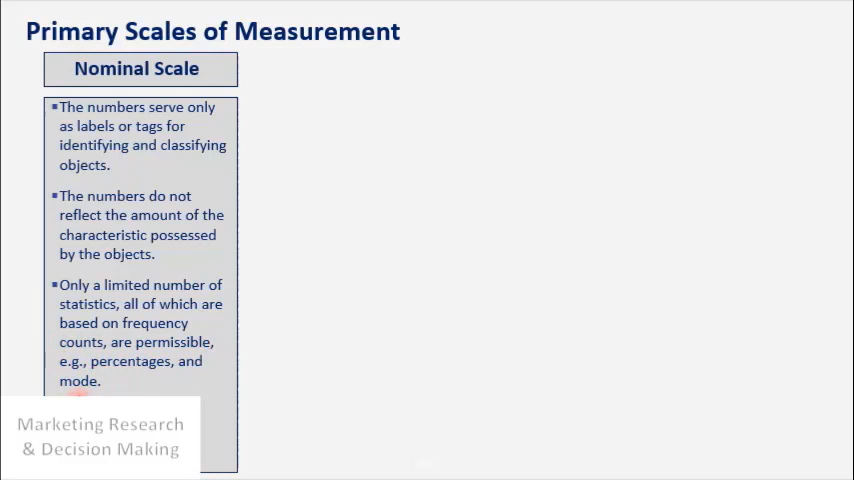 Primary Scales of Measurement
Nominal Scale
▪The numbers serve only
as labels or tags for
identifying and classifying
objects.
▪The numbers do not
reflect the amount of the
characteristic possessed
by the objects.
▪Only a limited number of
statistics, all of which are
based on frequency
counts, are permissible,
e.g., percentages, and
mode.
Marketing Research
& Decision Making